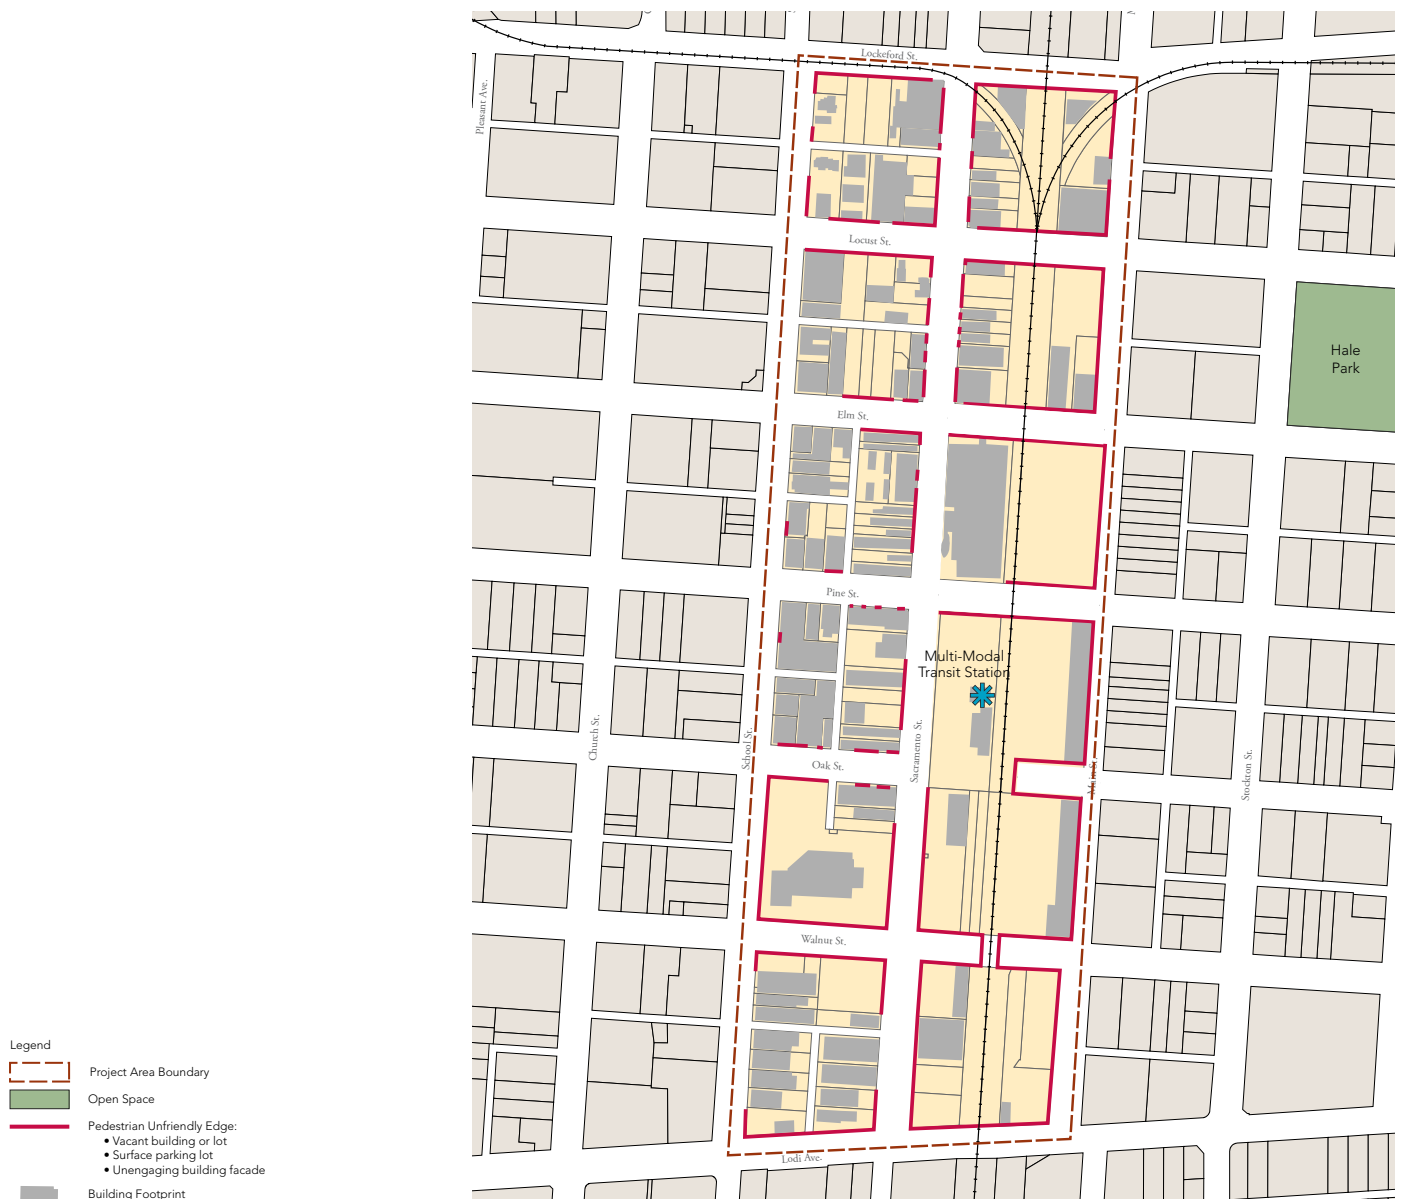 Lockeford St.
Pleasant Ave.
Locust St.
Hale
Park
Elm St.
Pine St.
Multi-Modal
Transit Station
Church St.
School St.
Sacramento St.
Main St.
Stockton St.
Oak St.
Walnut St.
Lodi Ave.
Legend
Project Area Boundary
Open Space
Pedestrian Unfriendly Edge:
• Vacant building or lot
• Surface parking lot
• Unengaging building facade
Building Footprint